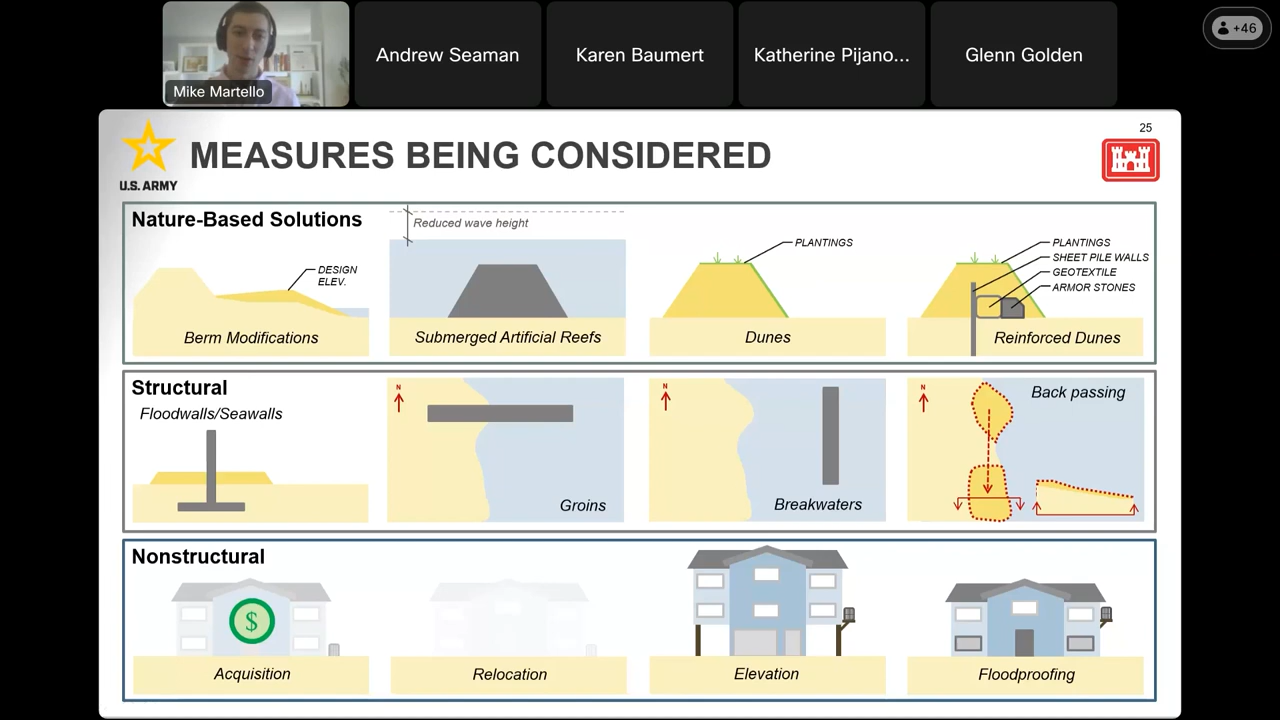 Mike Martello
Andrew Seaman
Karen Baumert
Katherine Pijano...
Glenn Golden
+46
25
U.S. ARMY
MEASURES BEING CONSIDERED
Nature-Based Solutions
DESIGN
ELEV.
Berm Modifications
Reduced wave height
Submerged Artificial Reefs
PLANTINGS
Dunes
PLANTINGS
SHEET PILE WALLS
GEOTEXTILE
ARMOR STONES
Reinforced Dunes
Structural
Floodwalls/Seawalls
N
Groins
N
Breakwaters
N
Back passing
Nonstructural
$
Acquisition
Relocation
Elevation
Floodproofing